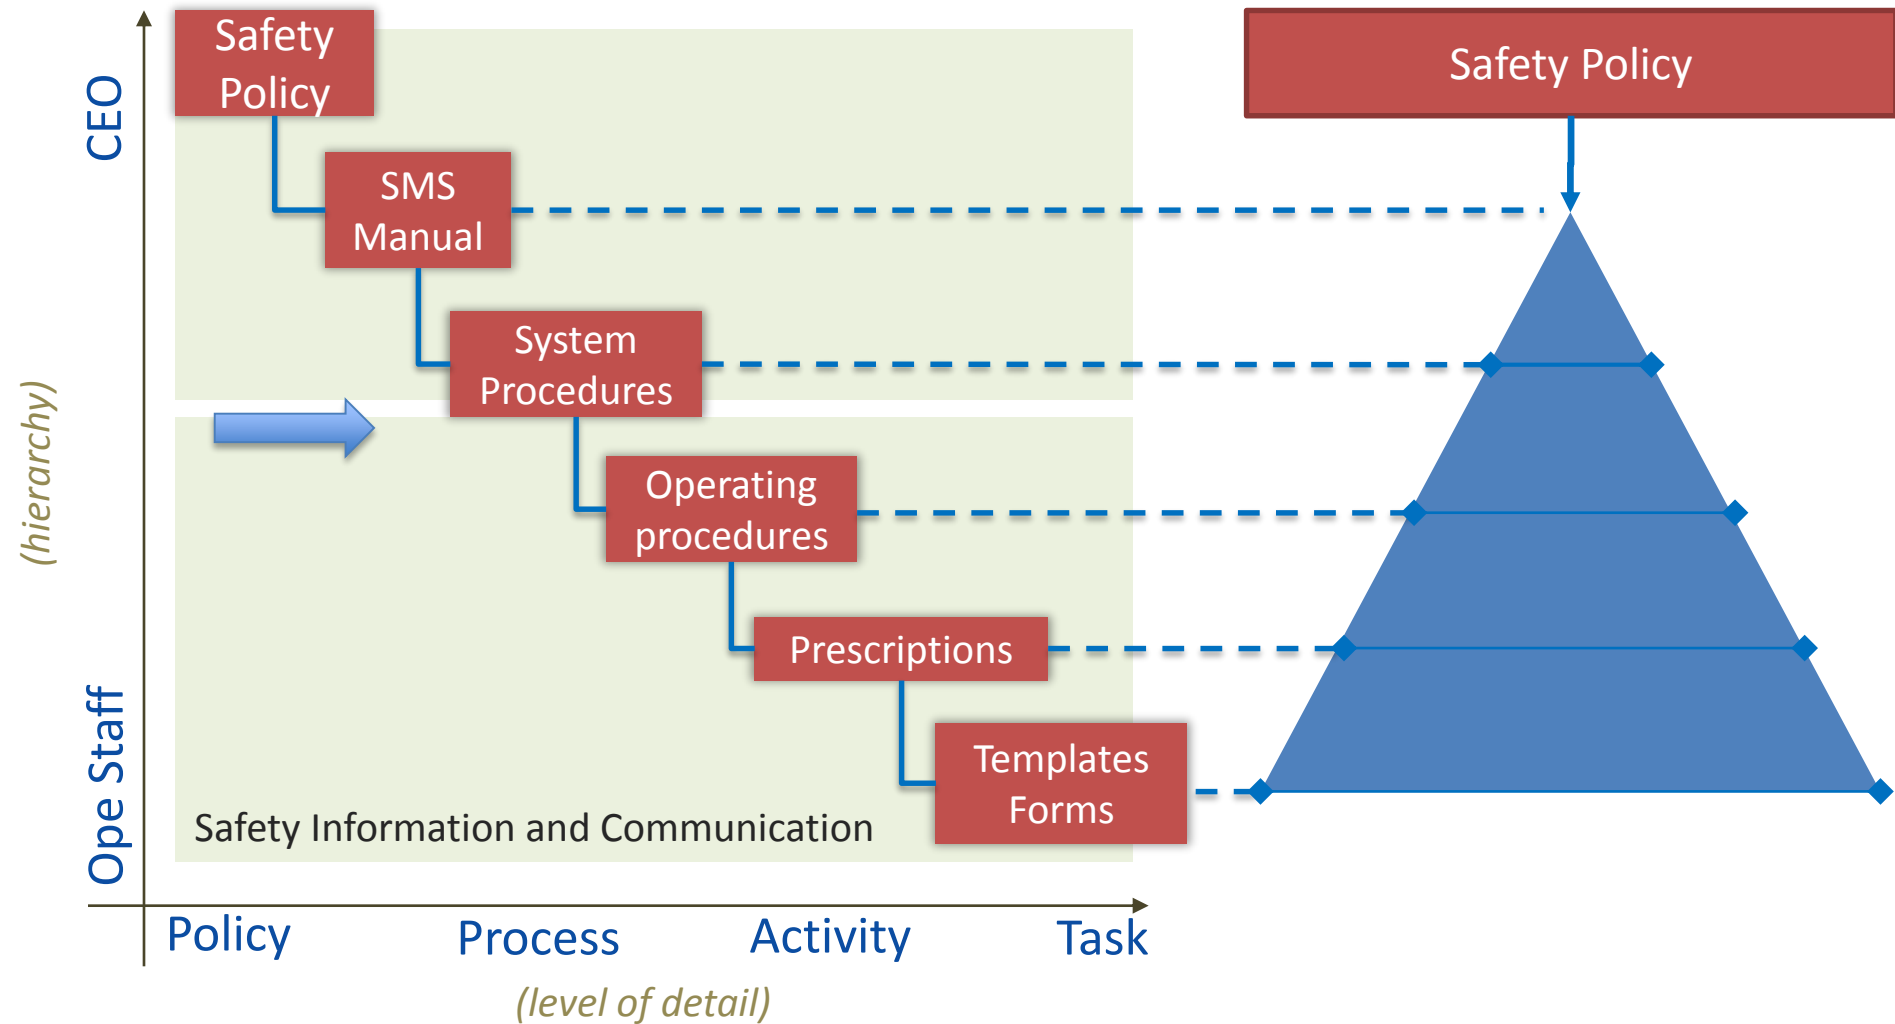 Safety
Policy
Safety Policy
CEO
SMS
Manual
System
Procedures
(hierarchy)
Operating
procedures
Prescriptions
Ope Staff
Templates
Forms
Safety Information and Communication
Policy
Process
Activity
Task
(level of detail)